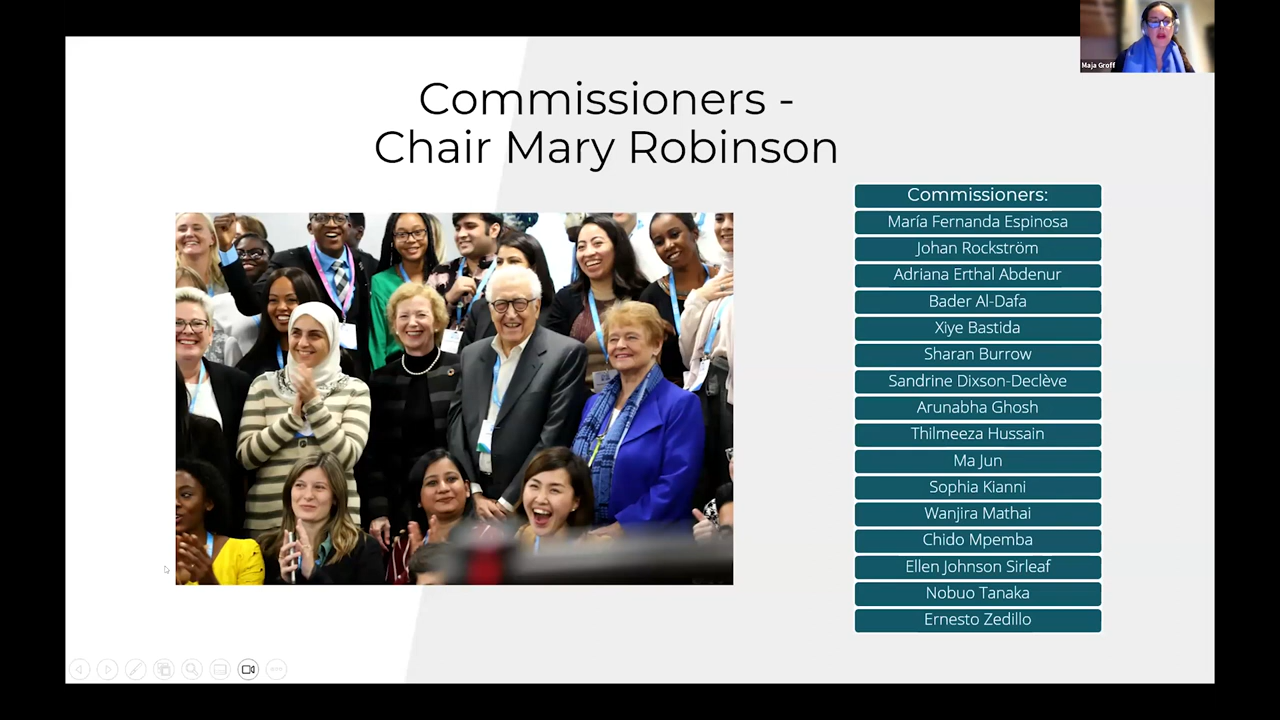 Maja Groff
Commissioners -
Chair Mary Robinson
Commissioners:
María Fernanda Espinosa
Johan Rockström
Adriana Erthal Abdenur
Bader Al-Dafa
Xiye Bastida
Sharan Burrow
Sandrine Dixson-Declève
Arunabha Ghosh
Thilmeeza Hussain
Ma Jun
Sophia Kianni
Wanjira Mathai
Chido Mpemba
Ellen Johnson Sirleaf
Nobuo Tanaka
Ernesto Zedillo